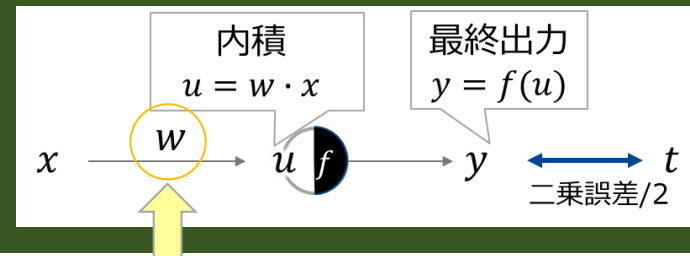 内積
u = w · x
最終出力
y = f(u)
w
x
u f
y
t
二乗誤差/2